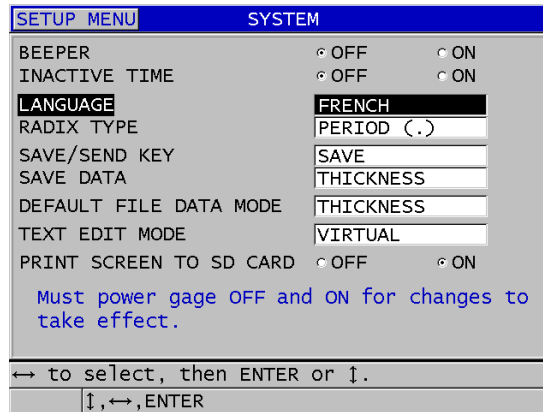 SETUP MENU SYSTEM
BEEPER OFF ON
INACTIVE TIME OFF ON
LANGUAGE FRENCH
RADIX TYPE PERIOD (.)
SAVE/SEND KEY SAVE
SAVE DATA THICKNESS
DEFAULT FILE DATA MODE THICKNESS
TEXT EDIT MODE VIRTUAL
PRINT SCREEN TO SD CARD OFF ON
Must power gage OFF and ON for changes to
take effect.
↔ to select, then ENTER or ↕.
↕,↔,ENTER